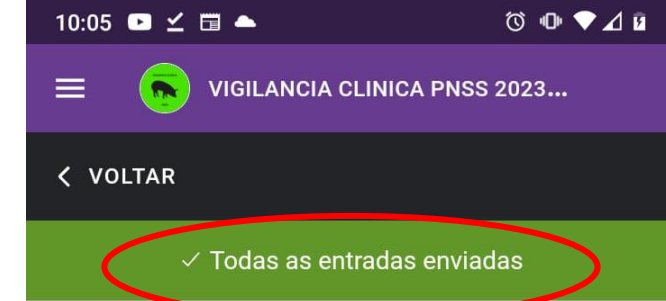 10:05
VIGILANCIA CLINICA PNSS 2023...
VOLTAR
✓ Todas as entradas enviadas